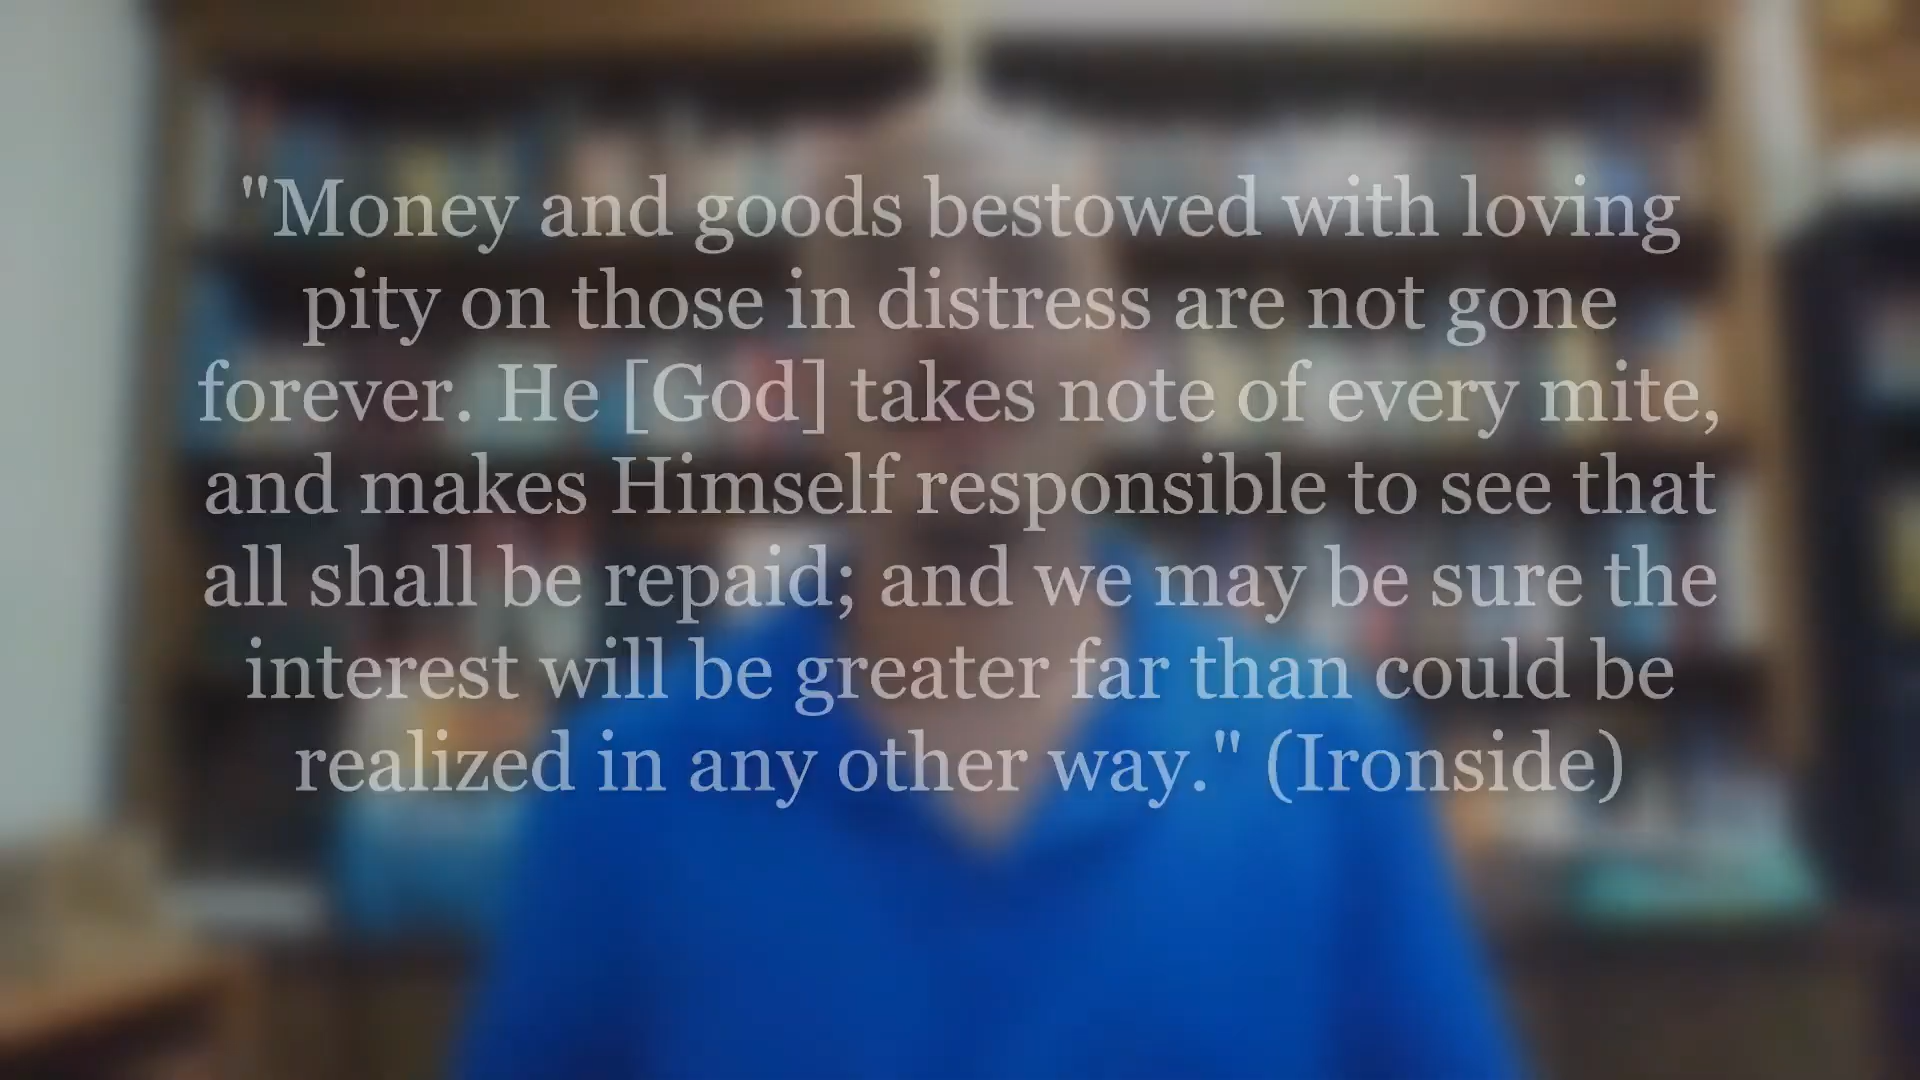 "Money and goods bestowed with loving
pity on those in distress are not gone
forever. He [God] takes note of every mite,
and makes Himself responsible to see that
all shall be repaid; and we may be sure the
interest will be greater far than could be
realized in any other way." (Ironside)